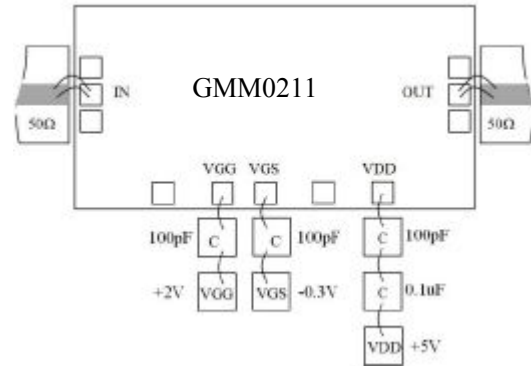 IN GMM0211 OUT
50Ω 50Ω
VGG VGS VDD
100pF C C 100pF C 100pF
+2V VGG VGS -0.3V C 0.1uF
VDD +5V